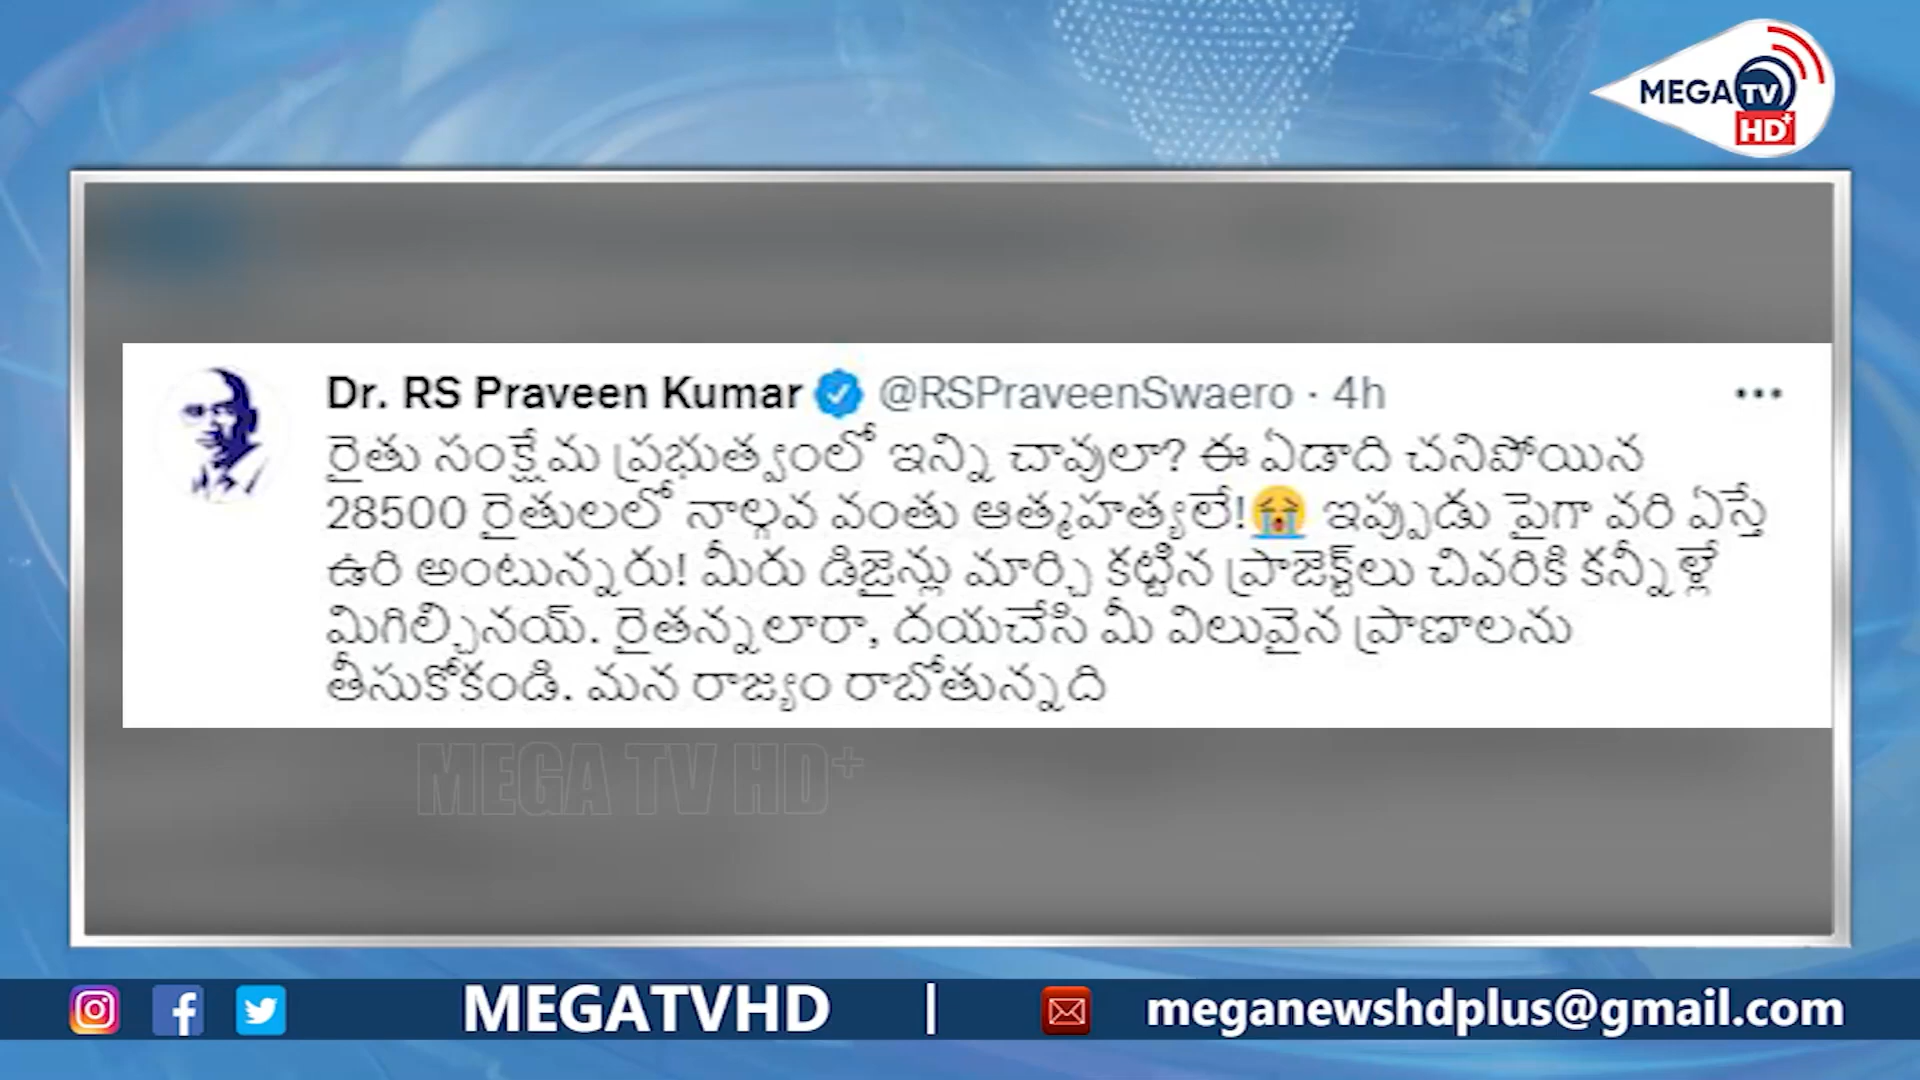 MEGA TV
HD+
Dr. RS Praveen Kumar @RSPraveenSwaero · 4h
రైతు సంక్షేమ ప్రభుత్వంలో ఇన్ని చావులా? ఈ ఏడాది చనిపోయిన
28500 రైతులలో నాల్గవ వంతు ఆత్మహత్యలే!😭 ఇప్పుడు పైగా వరి ఏస్తే
ఉరి అంటున్నరు! మీరు డిజైన్లు మార్చి కట్టిన ప్రాజెక్ట్‌లు చివరికి కన్నీళ్లే
మిగిల్చినయ్. రైతన్నలారా, దయచేసి మీ విలువైన ప్రాణాలను
తీసుకోకండి. మన రాజ్యం రాబోతున్నది
MEGA TV HD+
MEGATVHD | meganewshdplus@gmail.com